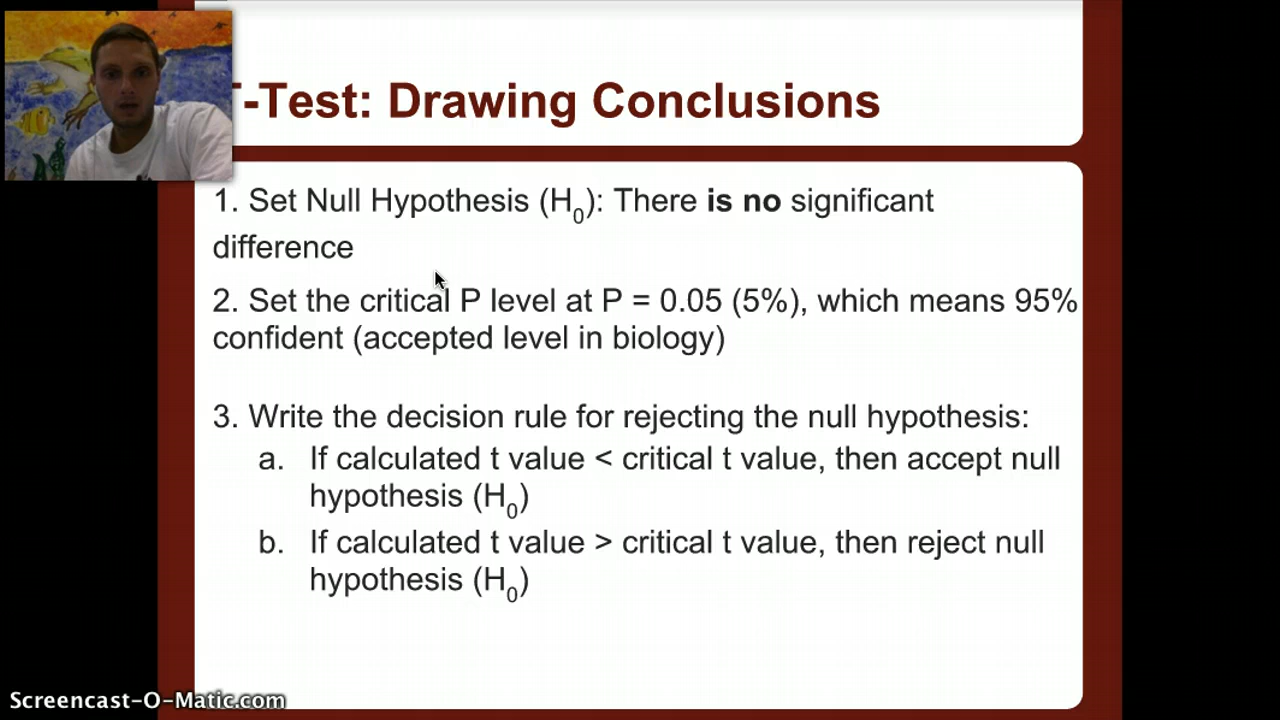 T-Test: Drawing Conclusions
1. Set Null Hypothesis (H0): There is no significant
difference
2. Set the critical P level at P = 0.05 (5%), which means 95%
confident (accepted level in biology)
3. Write the decision rule for rejecting the null hypothesis:
a. If calculated t value < critical t value, then accept null
hypothesis (H0)
b. If calculated t value > critical t value, then reject null
hypothesis (H0)
Screencast-O-Matic.com